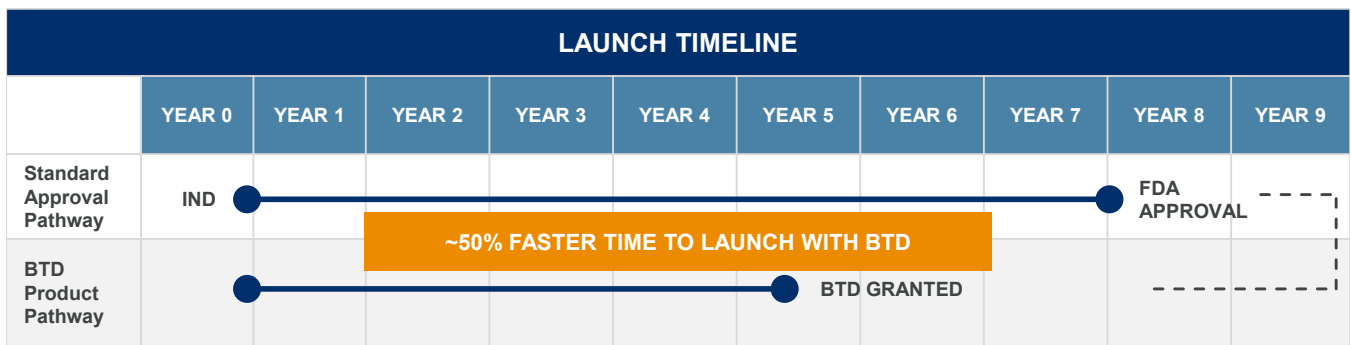 LAUNCH TIMELINE
YEAR 0 YEAR 1 YEAR 2 YEAR 3 YEAR 4 YEAR 5 YEAR 6 YEAR 7 YEAR 8 YEAR 9
Standard
Approval
Pathway
IND
FDA
APPROVAL
~50% FASTER TIME TO LAUNCH WITH BTD
BTD
Product
Pathway
BTD GRANTED